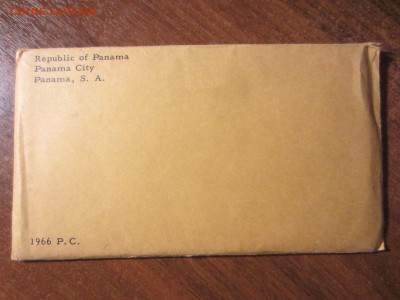 Republic of Panama
Panama City
Panama, S. A.
1966 P.C.